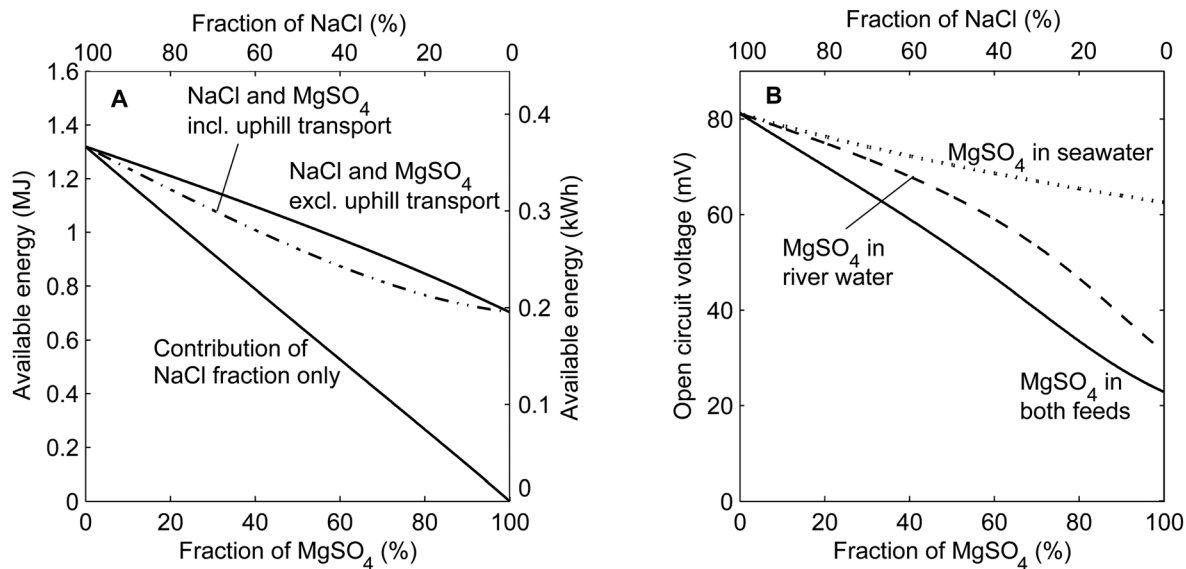 Fraction of NaCl (%)
100 80 60 40 20 0
1.6
1.4
1.2
1
0.8
0.6
0.4
0.2
0
Available energy (MJ)
A
NaCl and MgSO4
incl. uphill transport
NaCl and MgSO4
excl. uphill transport
Contribution of
NaCl fraction only
0.4
0.3
0.2
0.1
0
Available energy (kWh)
0 20 40 60 80 100
Fraction of MgSO4 (%)
Fraction of NaCl (%)
100 80 60 40 20 0
80
60
40
20
0
Open circuit voltage (mV)
B
MgSO4 in seawater
MgSO4 in
river water
MgSO4 in
both feeds
0 20 40 60 80 100
Fraction of MgSO4 (%)